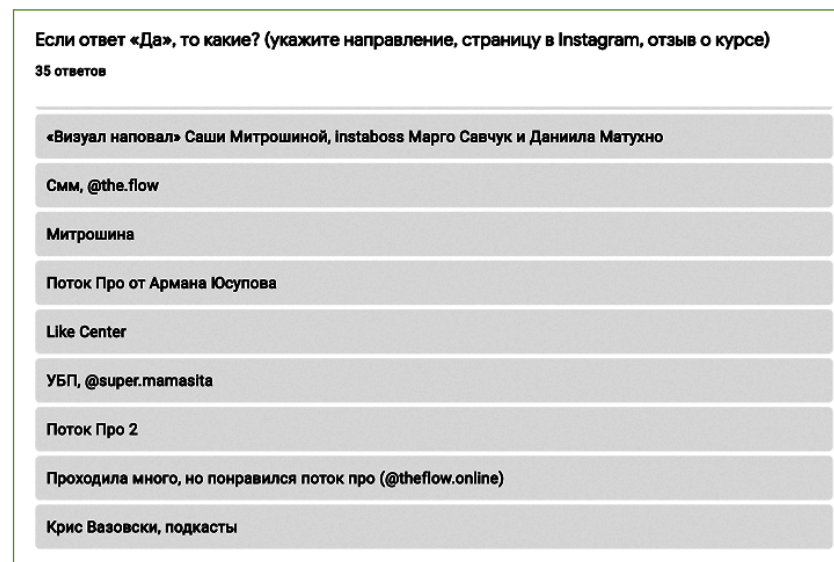 Если ответ «Да», то какие? (укажите направление, страницу в Instagram, отзыв о курсе)
35 ответов
«Визуал наповал» Саши Митрошиной, instaboss Марго Савчук и Даниила Матухно
Смм, @the.flow
Митрошина
Поток Про от Армана Юсупова
Like Center
УБП, @super.mamasita
Поток Про 2
Проходила много, но понравился поток про (@theflow.online)
Крис Вазовски, подкасты